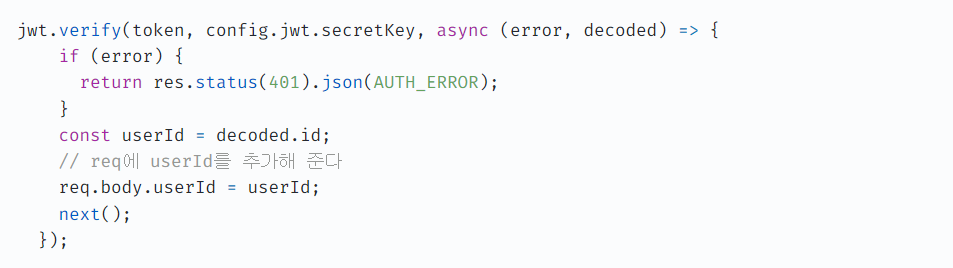 jwt.verify(token, config.jwt.secretKey, async (error, decoded) => {
    if (error) {
      return res.status(401).json(AUTH_ERROR);
    }
    const userId = decoded.id;
    // req에 userId를 추가해 준다
    req.body.userId = userId;
    next();
  });